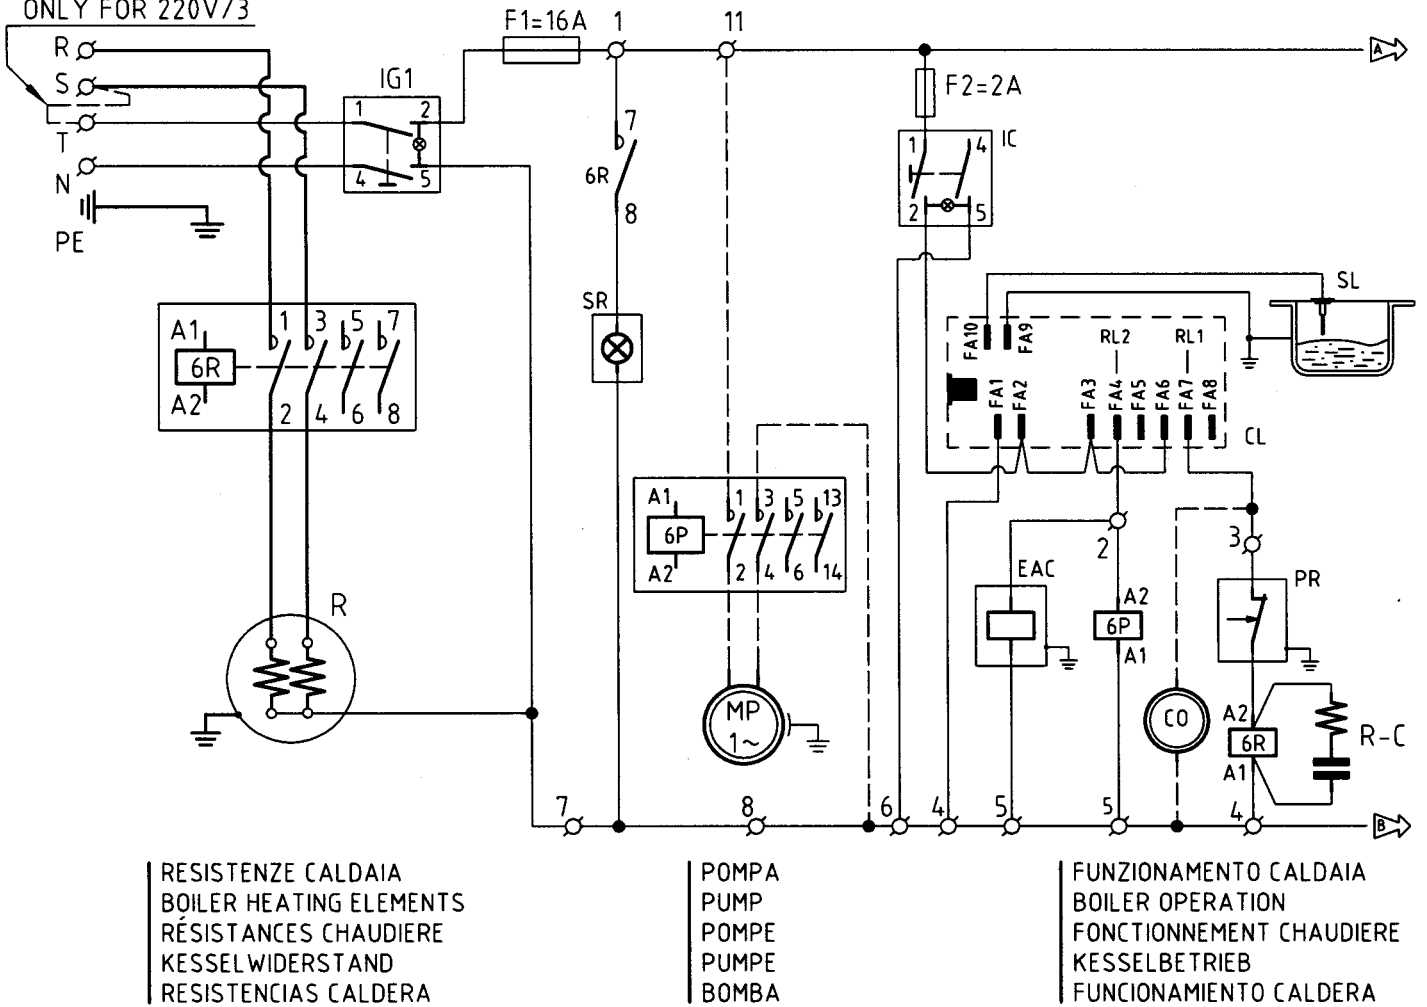 ONLY FOR 220V/3
F1=16A
1
11
R
S
T
N
PE
IG1
1
2
4
5
A
F2=2A
IC
1
4
2
5
7
6R
8
SR
A1
6R
A2
1
3
5
7
2
4
6
8
SL
FA10
FA9
RL2
RL1
FA1
FA2
FA3
FA4
FA5
FA6
FA7
FA8
CL
A1
6P
A2
1
3
5
13
2
4
6
14
2
3
EAC
A2
6P
A1
PR
R
MP
1~
CO
A2
6R
A1
R-C
7
8
6
4
5
5
4
B
RESISTENZE CALDAIA
BOILER HEATING ELEMENTS
RÉSISTANCES CHAUDIERE
KESSELWIDERSTAND
RESISTENCIAS CALDERA
POMPA
PUMP
POMPE
PUMPE
BOMBA
FUNZIONAMENTO CALDAIA
BOILER OPERATION
FONCTIONNEMENT CHAUDIERE
KESSELBETRIEB
FUNCIONAMIENTO CALDERA